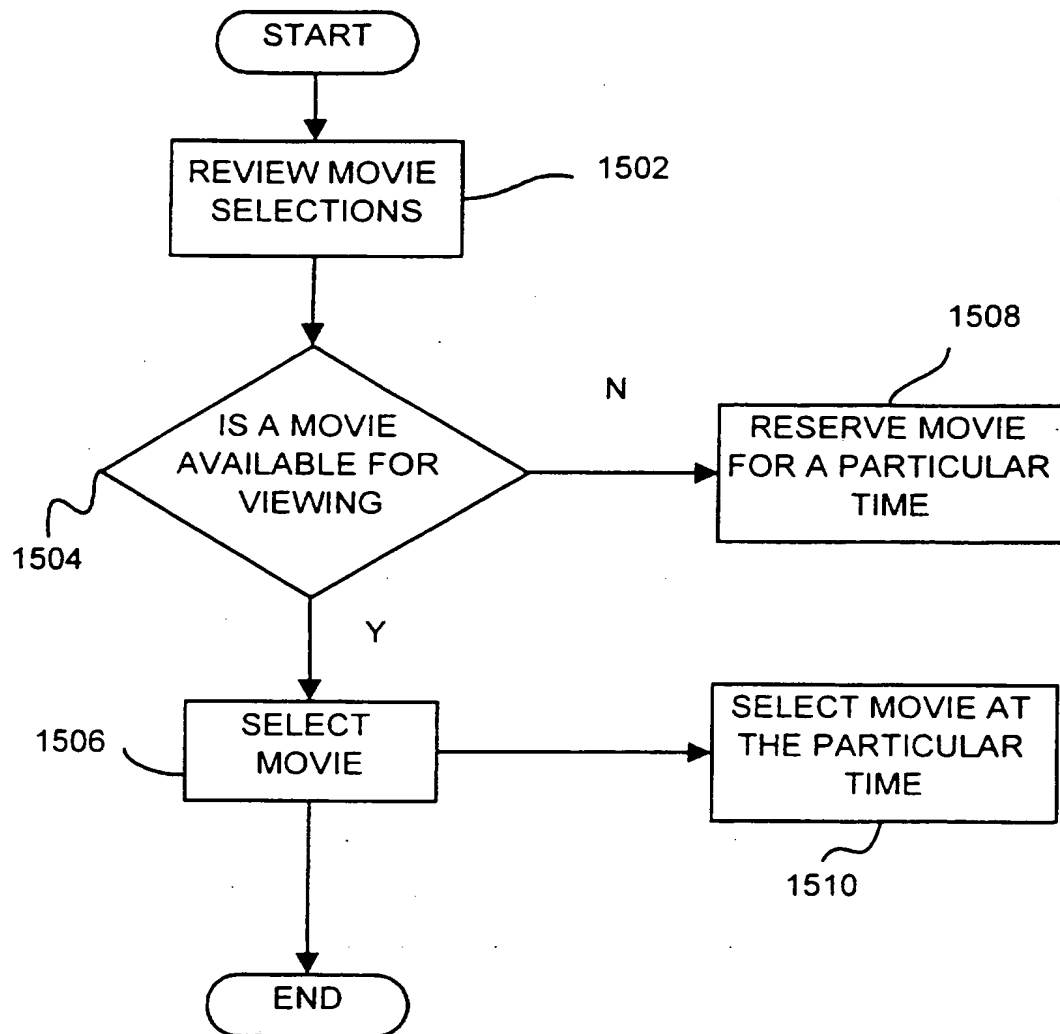 START
REVIEW MOVIE
SELECTIONS
1502
IS A MOVIE
AVAILABLE FOR
VIEWING
1504
N
1508
RESERVE MOVIE
FOR A PARTICULAR
TIME
Y
SELECT
MOVIE
1506
SELECT MOVIE AT
THE PARTICULAR
TIME
1510
END